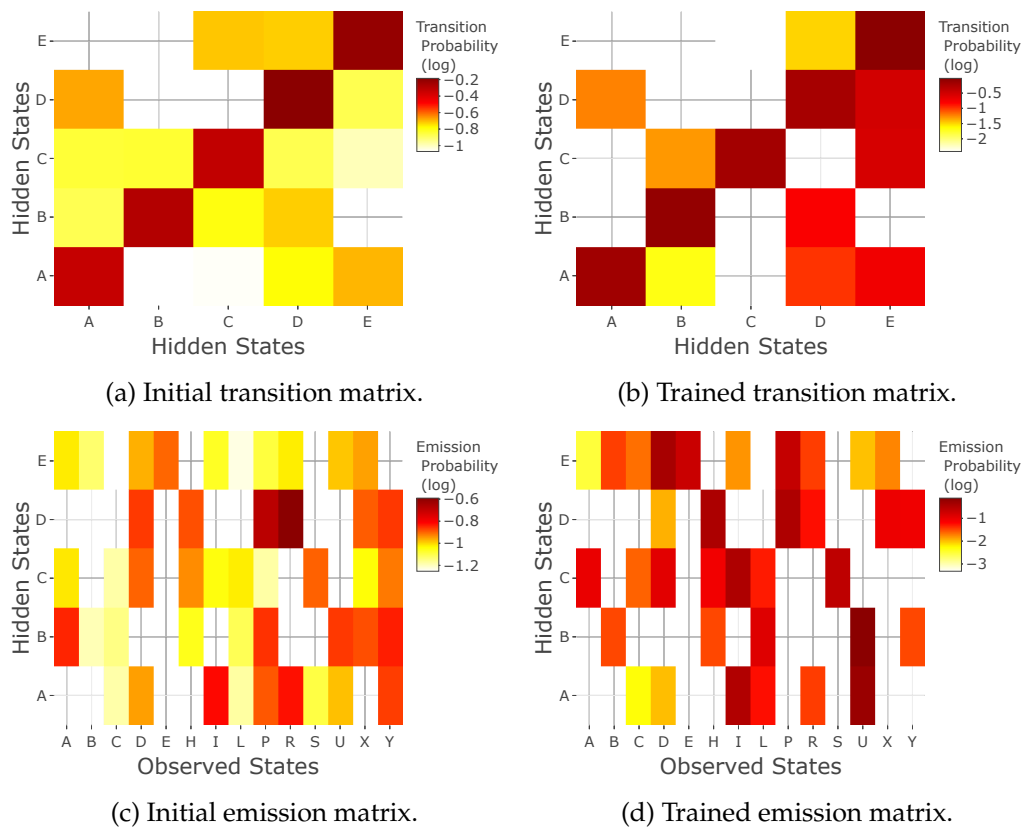 E
D
C
B
A
Hidden States
A B C D E
Hidden States
Transition
Probability
(log)
−0.2
−0.4
−0.6
−0.8
−1
(a) Initial transition matrix.
E
D
C
B
A
Hidden States
A B C D E
Hidden States
Transition
Probability
(log)
−0.5
−1
−1.5
−2
(b) Trained transition matrix.
E
D
C
B
A
Hidden States
A B C D E H I L P R S U X Y
Observed States
Emission
Probability
(log)
−0.6
−0.8
−1
−1.2
(c) Initial emission matrix.
E
D
C
B
A
Hidden States
A B C D E H I L P R S U X Y
Observed States
Emission
Probability
(log)
−1
−2
−3
(d) Trained emission matrix.